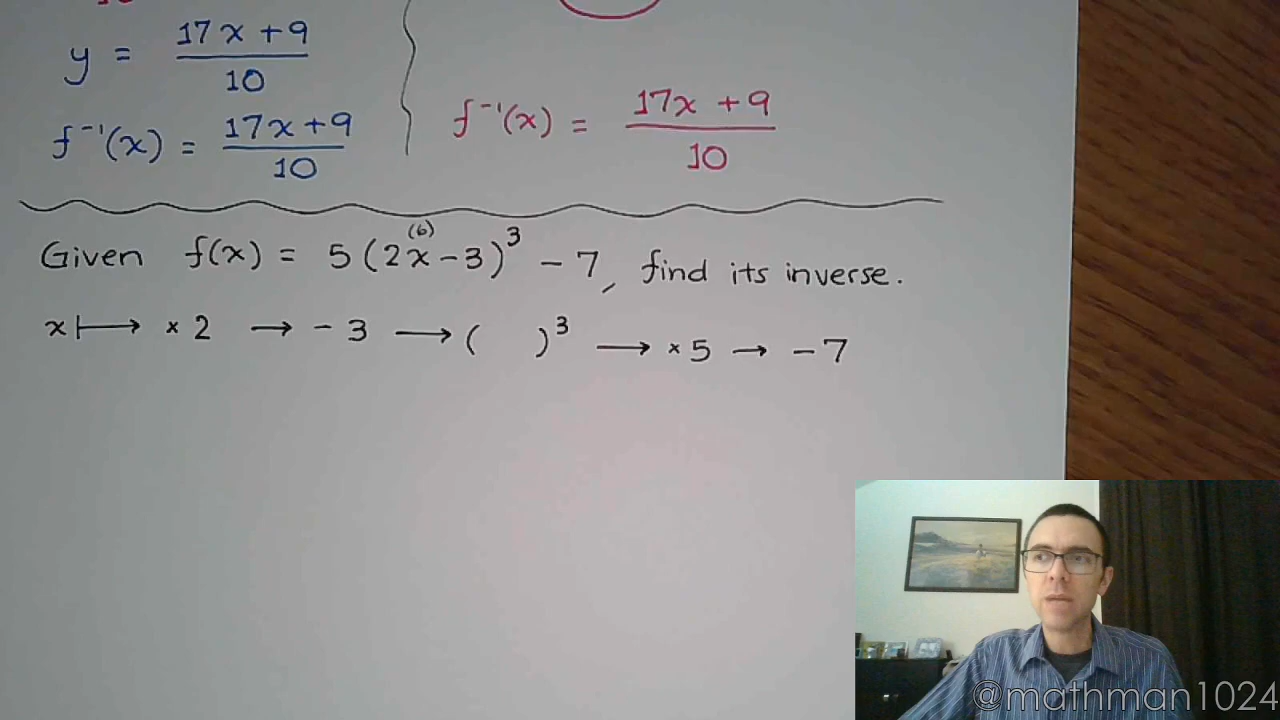 y = 17x + 9 / 10
f⁻¹(x) = 17x + 9 / 10
f⁻¹(x) = 17x + 9 / 10
(6)
Given f(x) = 5(2x - 3)³ - 7, find its inverse.
x ↦ × 2 → - 3 → ( )³ → × 5 → - 7
@mathman1024